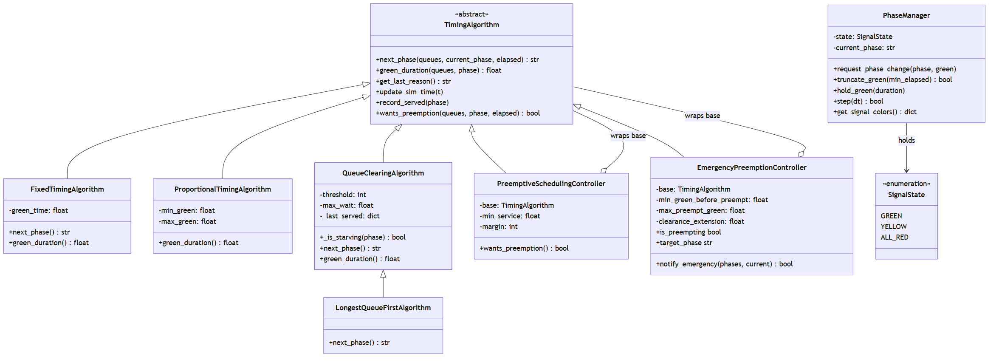 «abstract»
TimingAlgorithm
+next_phase(queues, current_phase, elapsed) : str
+green_duration(queues, phase) : float
+get_last_reason() : str
+update_sim_time(t)
+record_served(phase)
+wants_preemption(queues, phase, elapsed) : bool
PhaseManager
-state: SignalState
-current_phase: str
+request_phase_change(phase, green)
+truncate_green(min_elapsed) : bool
+hold_green(duration)
+step(dt) : bool
+get_signal_colors() : dict
wraps base
wraps base
holds
FixedTimingAlgorithm
-green_time: float
+next_phase() : str
+green_duration() : float
ProportionalTimingAlgorithm
-min_green: float
-max_green: float
+green_duration() : float
QueueClearingAlgorithm
-threshold: int
-max_wait: float
-_last_served: dict
+_is_starving(phase) : bool
+next_phase() : str
+green_duration() : float
PreemptiveSchedulingController
-base: TimingAlgorithm
-min_service: float
-margin: int
+wants_preemption() : bool
EmergencyPreemptionController
-base: TimingAlgorithm
-min_green_before_preempt: float
-max_preempt_green: float
-clearance_extension: float
+is_preempting bool
+target_phase str
+notify_emergency(phases, current) : bool
«enumeration»
SignalState
GREEN
YELLOW
ALL_RED
LongestQueueFirstAlgorithm
+next_phase() : str